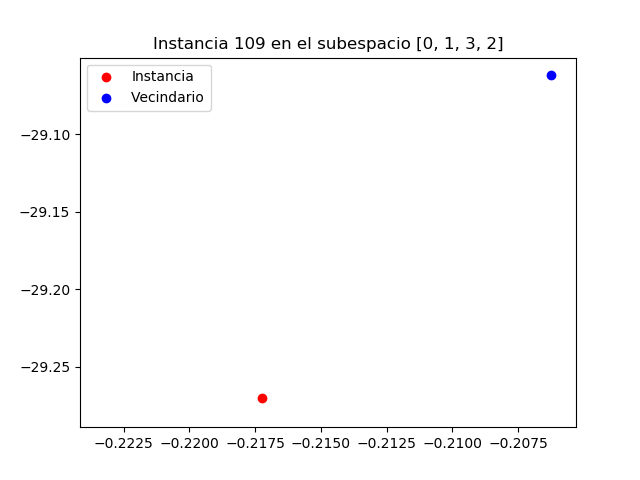 Instancia 109 en el subespacio [0, 1, 3, 2]
Instancia
Vecindario
−29.10
−29.15
−29.20
−29.25
−0.2225 −0.2200 −0.2175 −0.2150 −0.2125 −0.2100 −0.2075